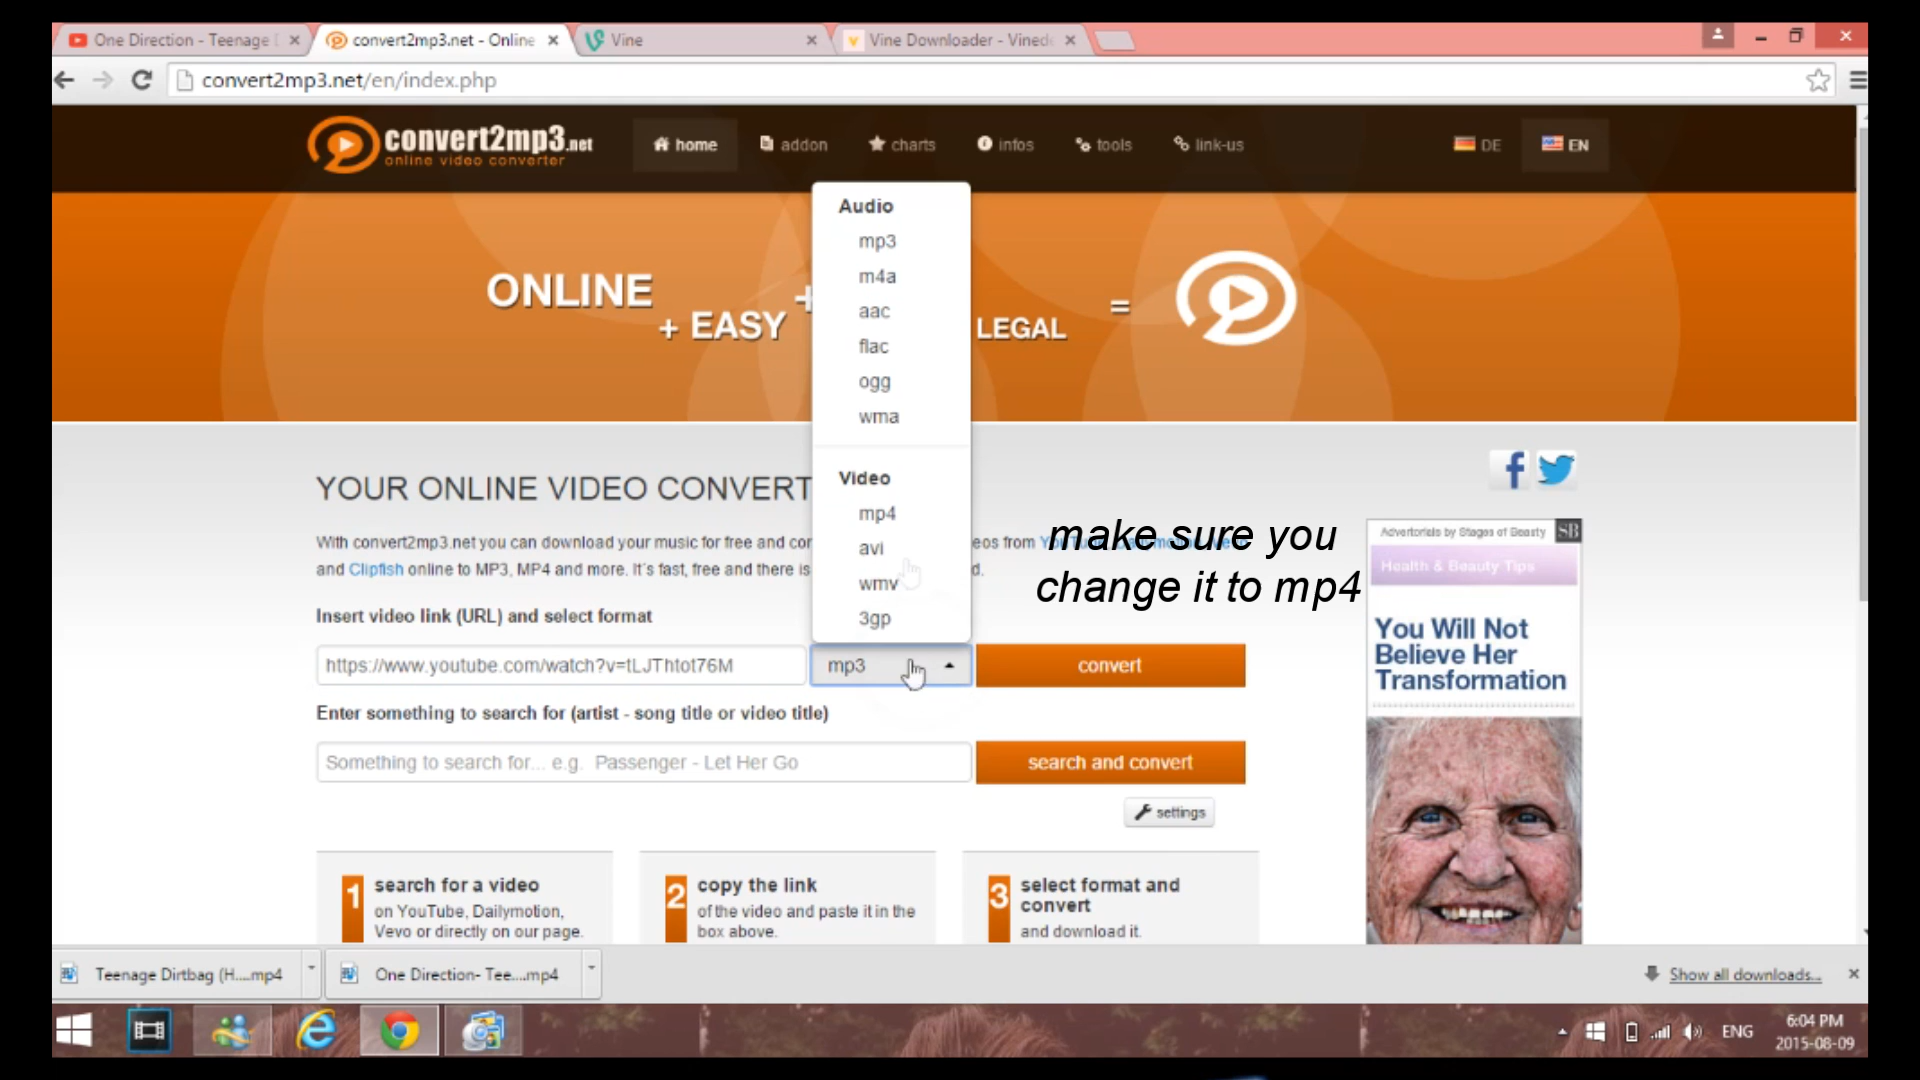 One Direction - Teenage
convert2mp3.net - Online
Vine
Vine Downloader - Vined
convert2mp3.net/en/index.php
convert2mp3.net
online video converter
home
addon
charts
infos
tools
link-us
DE
EN
Audio
mp3
m4a
aac
flac
ogg
wma
Video
mp4
avi
wmv
3gp
ONLINE
+ EASY
+
LEGAL
=
YOUR ONLINE VIDEO CONVERT
With convert2mp3.net you can download your music for free and con
eos from
and Clipfish online to MP3, MP4 and more. It's fast, free and there is
d.
make sure you
change it to mp4
Insert video link (URL) and select format
https://www.youtube.com/watch?v=tLJThtot76M
mp3
convert
Enter something to search for (artist - song title or video title)
Something to search for... e.g. Passenger - Let Her Go
search and convert
settings
1
search for a video
on YouTube, Dailymotion,
Vevo or directly on our page.
2
copy the link
of the video and paste it in the
box above.
3
select format and
convert
and download it.
Advertorials by Stages of Beauty
SB
Health & Beauty Tips
You Will Not
Believe Her
Transformation
Teenage Dirtbag (H....mp4
One Direction- Tee....mp4
Show all downloads...
ENG
6:04 PM
2015-08-09